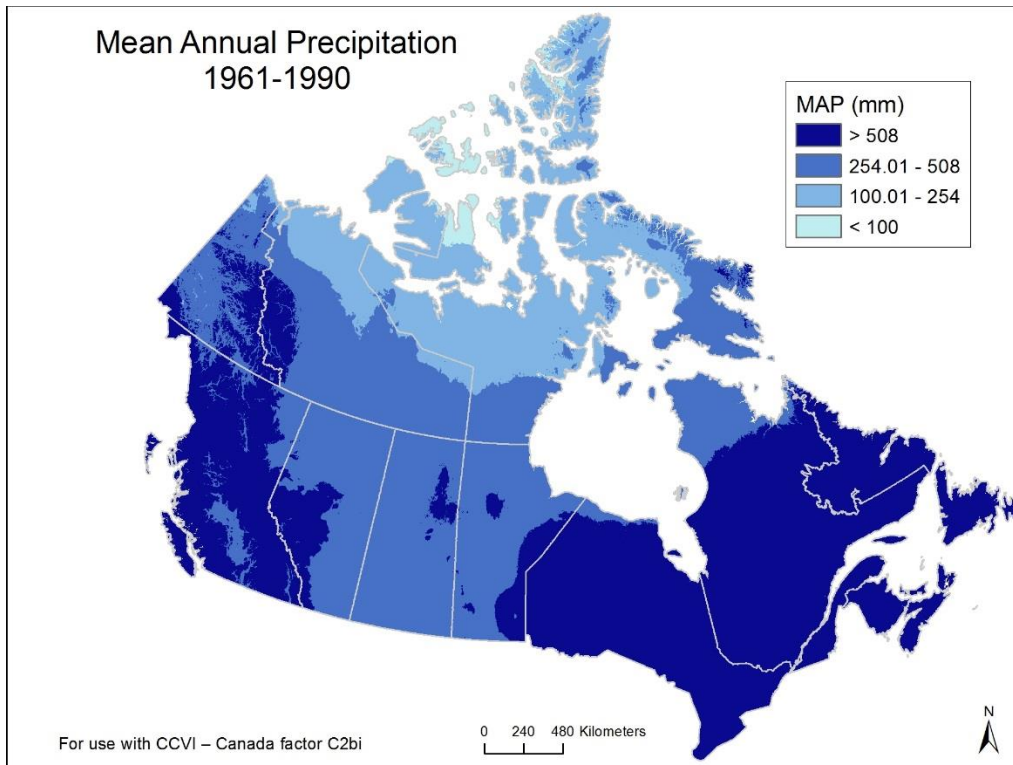 Mean Annual Precipitation
1961-1990
MAP (mm)
> 508
254.01 - 508
100.01 - 254
< 100
For use with CCVI – Canada factor C2bi
0 240 480 Kilometers
N